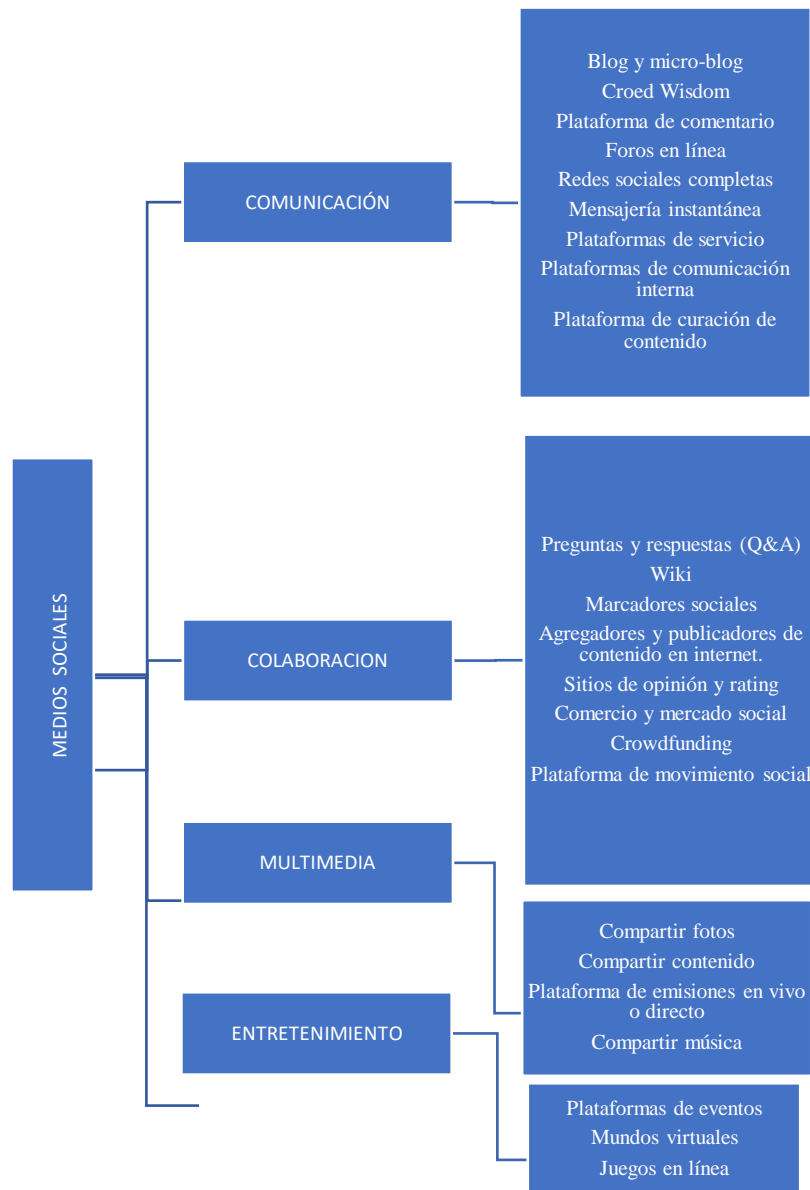 MEDIOS SOCIALES
COMUNICACIÓN
Blog y micro-blog
Croed Wisdom
Plataforma de comentario
Foros en línea
Redes sociales completas
Mensajería instantánea
Plataformas de servicio
Plataformas de comunicación
interna
Plataforma de curación de
contenido
COLABORACION
Preguntas y respuestas (Q&A)
Wiki
Marcadores sociales
Agregadores y publicadores de
contenido en internet.
Sitios de opinión y rating
Comercio y mercado social
Crowdfunding
Plataforma de movimiento social
MULTIMEDIA
Compartir fotos
Compartir contenido
Plataforma de emisiones en vivo
o directo
Compartir música
ENTRETENIMIENTO
Plataformas de eventos
Mundos virtuales
Juegos en línea